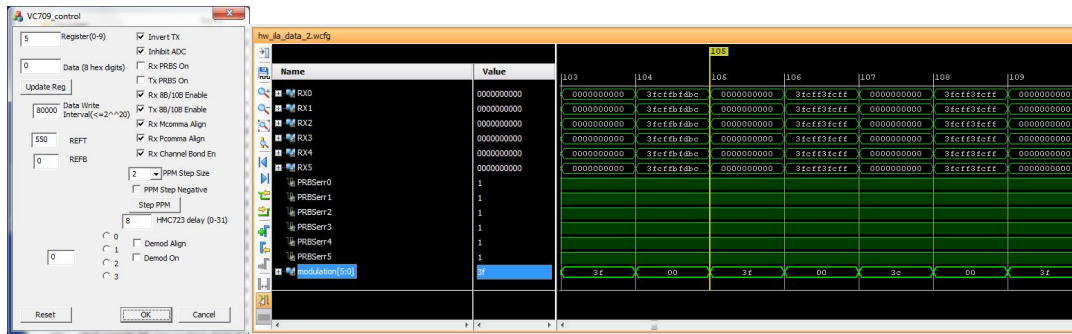 VC709_control
5 Register(0-9)
0 Data (8 hex digits)
Update Reg
80000 Data Write Interval(<=2^^20)
550 REFT
0 REFB
Invert TX
Inhibit ADC
Rx PRBS On
Tx PRBS On
Rx 8B/10B Enable
Tx 8B/10B Enable
Rx Mcomma Align
Rx Pcomma Align
Rx Channel Bond En
2 PPM Step Size
PPM Step Negative
Step PPM
8 HMC723 delay (0-31)
0
1
2
3
0
Demod Align
Demod On
Reset OK Cancel
hw_ila_data_2.wcfg
105
Name Value 103 104 105 106 107 108 109
RX0 0000000000 0000000000 3fcffbfdbc 0000000000 3fcff3fcff 0000000000 3fcff3fcff 0000000000
RX1 0000000000 0000000000 3fcffbfdbc 0000000000 3fcff3fcff 0000000000 3fcff3fcff 0000000000
RX2 0000000000 0000000000 3fcffbfdbc 0000000000 3fcff3fcff 0000000000 3fcff3fcff 0000000000
RX3 0000000000 0000000000 3fcffbfdbc 0000000000 3fcff3fcff 0000000000 3fcff3fcff 0000000000
RX4 0000000000 0000000000 3fcffbfdbc 0000000000 3fcff3fcff 0000000000 3fcff3fcff 0000000000
RX5 0000000000 0000000000 3fcffbfdbc 0000000000 3fcff3fcff 0000000000 3fcff3fcff 0000000000
PRBSerr0 1
PRBSerr1 1
PRBSerr2 1
PRBSerr3 1
PRBSerr4 1
PRBSerr5 1
modulation[5:0] 3f 3f 00 3f 00 3c 00 3f